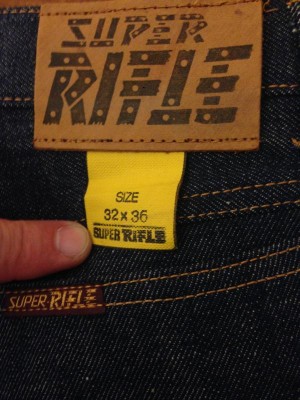 SUPER
RIFLE
SIZE
32 x 36
SUPER RIFLE
SUPER RIFLE